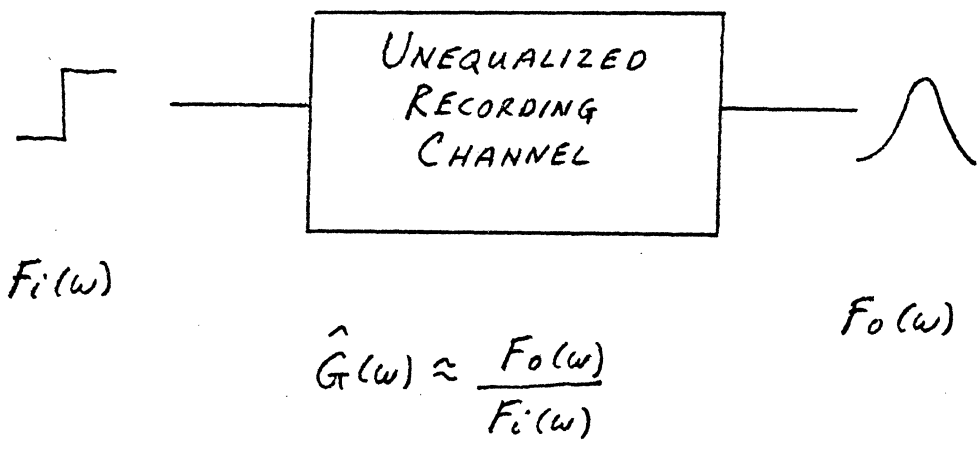 UNEQUALIZED
RECORDING
CHANNEL
Fi(ω)
Fo(ω)
Ĝ(ω) ≈ Fo(ω)
Fi(ω)